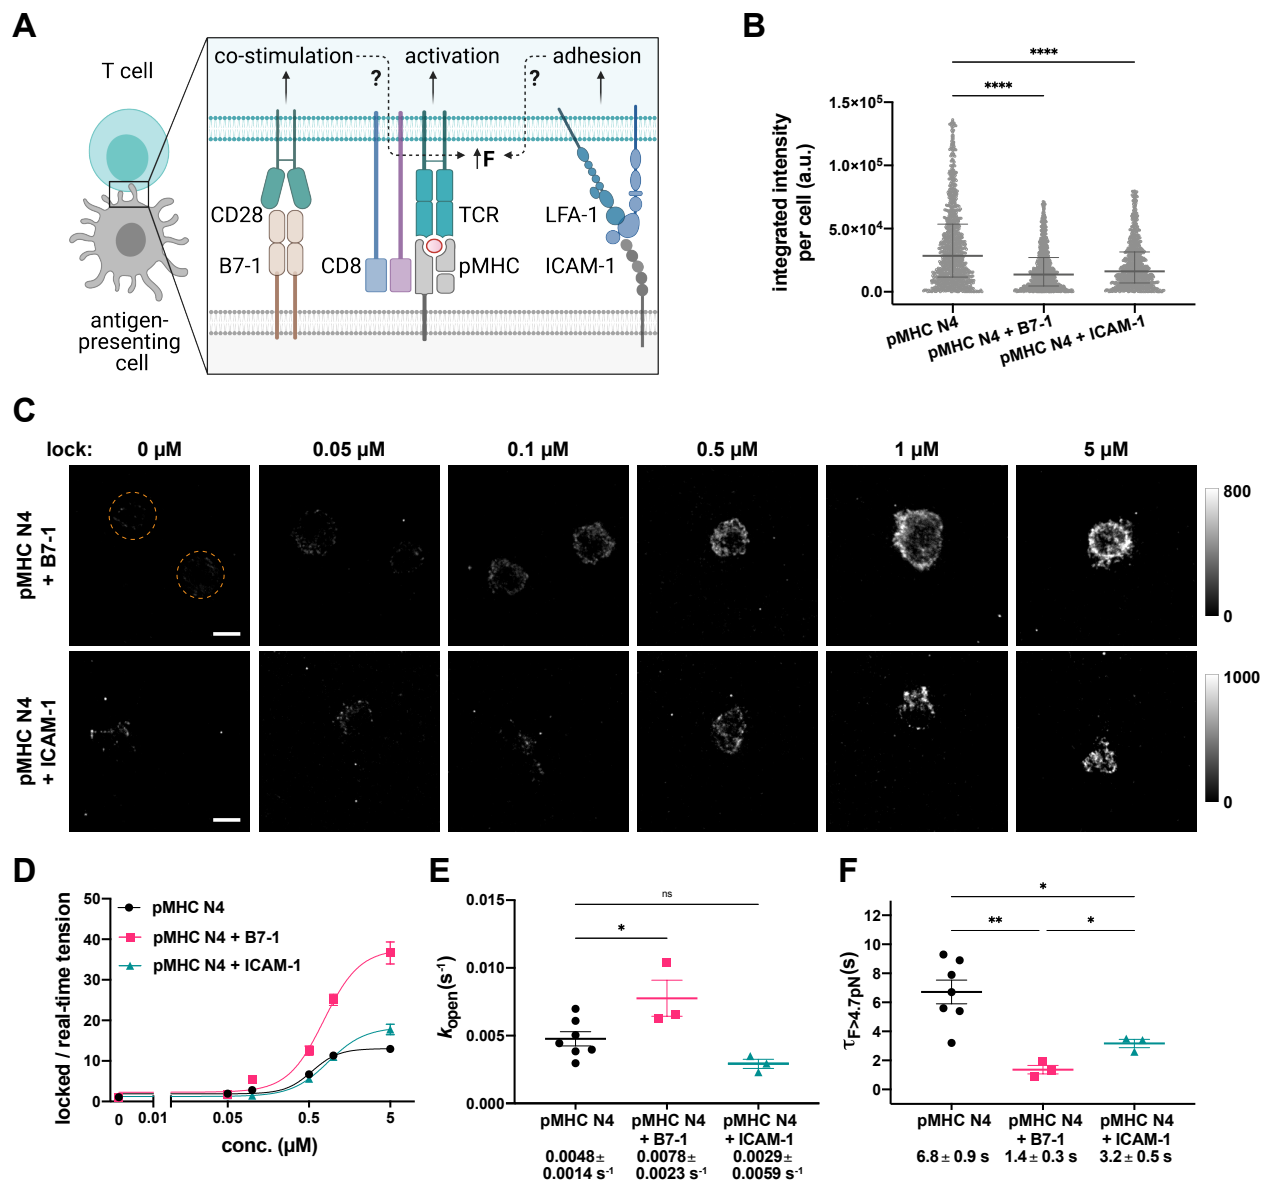 A
T cell
antigen-
presenting
cell
co-stimulation
activation
adhesion
?
?
F
CD28
TCR
LFA-1
B7-1
CD8
pMHC
ICAM-1
B
****
****
integrated intensity
per cell (a.u.)
1.5×10⁵
1.0×10⁵
5.0×10⁴
0.0
pMHC N4
pMHC N4 + B7-1
pMHC N4 + ICAM-1
C
lock:
0 µM
0.05 µM
0.1 µM
0.5 µM
1 µM
5 µM
pMHC N4
+ B7-1
800
0
pMHC N4
+ ICAM-1
1000
0
D
locked / real-time tension
50
40
30
20
10
0
pMHC N4
pMHC N4 + B7-1
pMHC N4 + ICAM-1
0
0.01
0.05
0.5
5
conc. (µM)
E
kopen(s⁻¹)
0.015
0.010
0.005
0.000
ns
*
pMHC N4
pMHC N4
+ B7-1
pMHC N4
+ ICAM-1
0.0048 ±
0.0014 s⁻¹
0.0078 ±
0.0023 s⁻¹
0.0029 ±
0.0059 s⁻¹
F
τF>4.7pN(s)
12
10
8
6
4
2
0
*
**
*
pMHC N4
pMHC N4
+ B7-1
pMHC N4
+ ICAM-1
6.8 ± 0.9 s
1.4 ± 0.3 s
3.2 ± 0.5 s